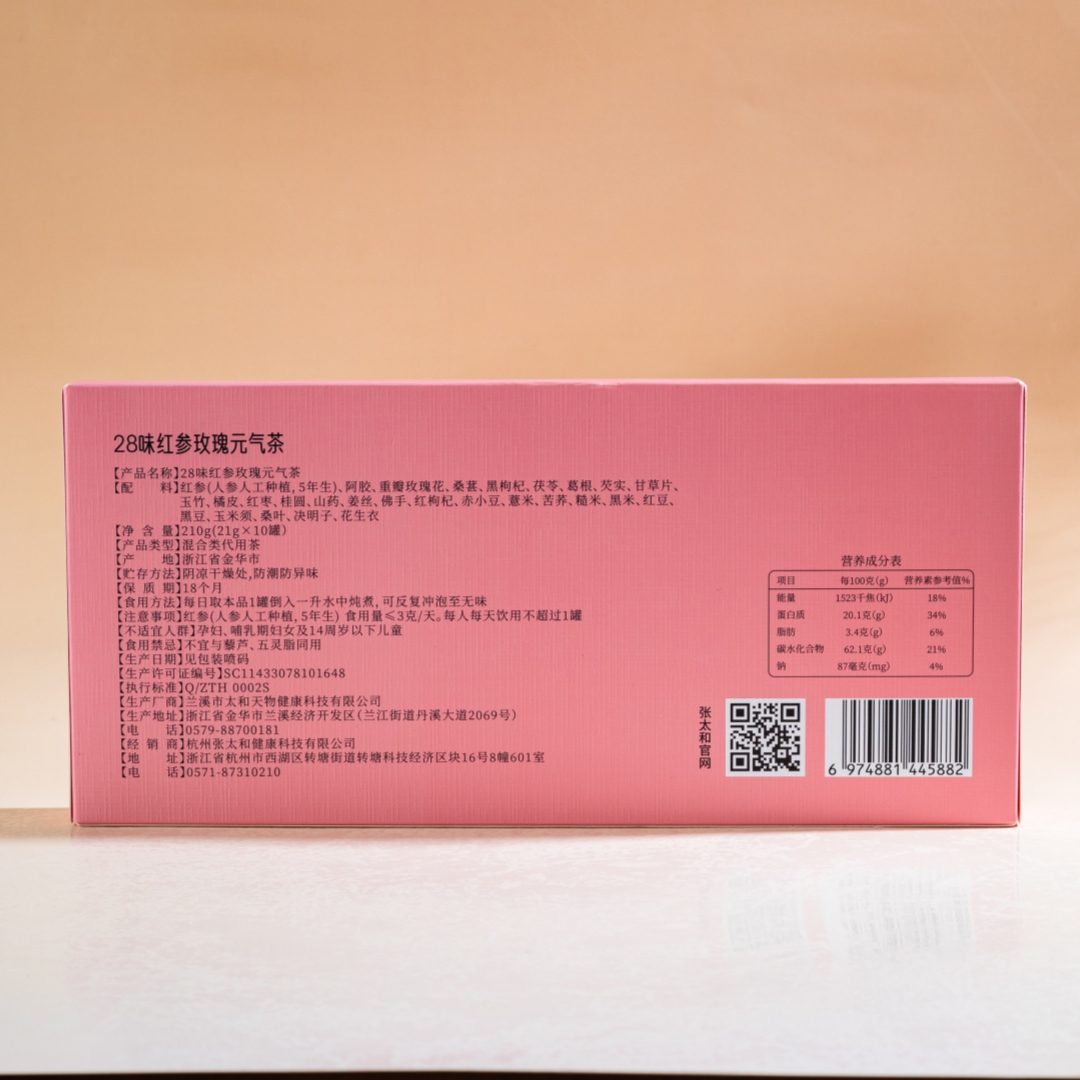 28味红参玫瑰元气茶
【产品名称】28味红参玫瑰元气茶
【配 料】红参(人参人工种植,5年生)、阿胶、重瓣玫瑰花、桑葚、黑枸杞、茯苓、葛根、芡实、甘草片、
玉竹、橘皮、红枣、桂圆、山药、姜丝、佛手、红枸杞、赤小豆、薏米、苦荞、糙米、黑米、红豆、
黑豆、玉米须、桑叶、决明子、花生衣
【净 含 量】210g(21g×10罐)
【产品类型】混合类代用茶
【产 地】浙江省金华市
【贮存方法】阴凉干燥处,防潮防异味
【保 质 期】18个月
【食用方法】每日取本品1罐倒入一升水中炖煮,可反复冲泡至无味
【注意事项】红参(人参人工种植,5年生) 食用量≤3克/天。每人每天饮用不超过1罐
【不适宜人群】孕妇、哺乳期妇女及14周岁以下儿童
【食用禁忌】不宜与藜芦、五灵脂同用
【生产日期】见包装喷码
【生产许可证编号】SC11433078101648
【执行标准】Q/ZTH 0002S
【生产厂商】兰溪市太和天物健康科技有限公司
【生产地址】浙江省金华市兰溪经济开发区(兰江街道丹溪大道2069号)
【电 话】0579-88700181
【经 销 商】杭州张太和健康科技有限公司
【地 址】浙江省杭州市西湖区转塘街道转塘科技经济区块16号8幢601室
【电 话】0571-87310210
营养成分表
项目 每100克(g) 营养素参考值%
能量 1523千焦(kJ) 18%
蛋白质 20.1克(g) 34%
脂肪 3.4克(g) 6%
碳水化合物 62.1克(g) 21%
钠 87毫克(mg) 4%
张太和官网
6 974881 445882